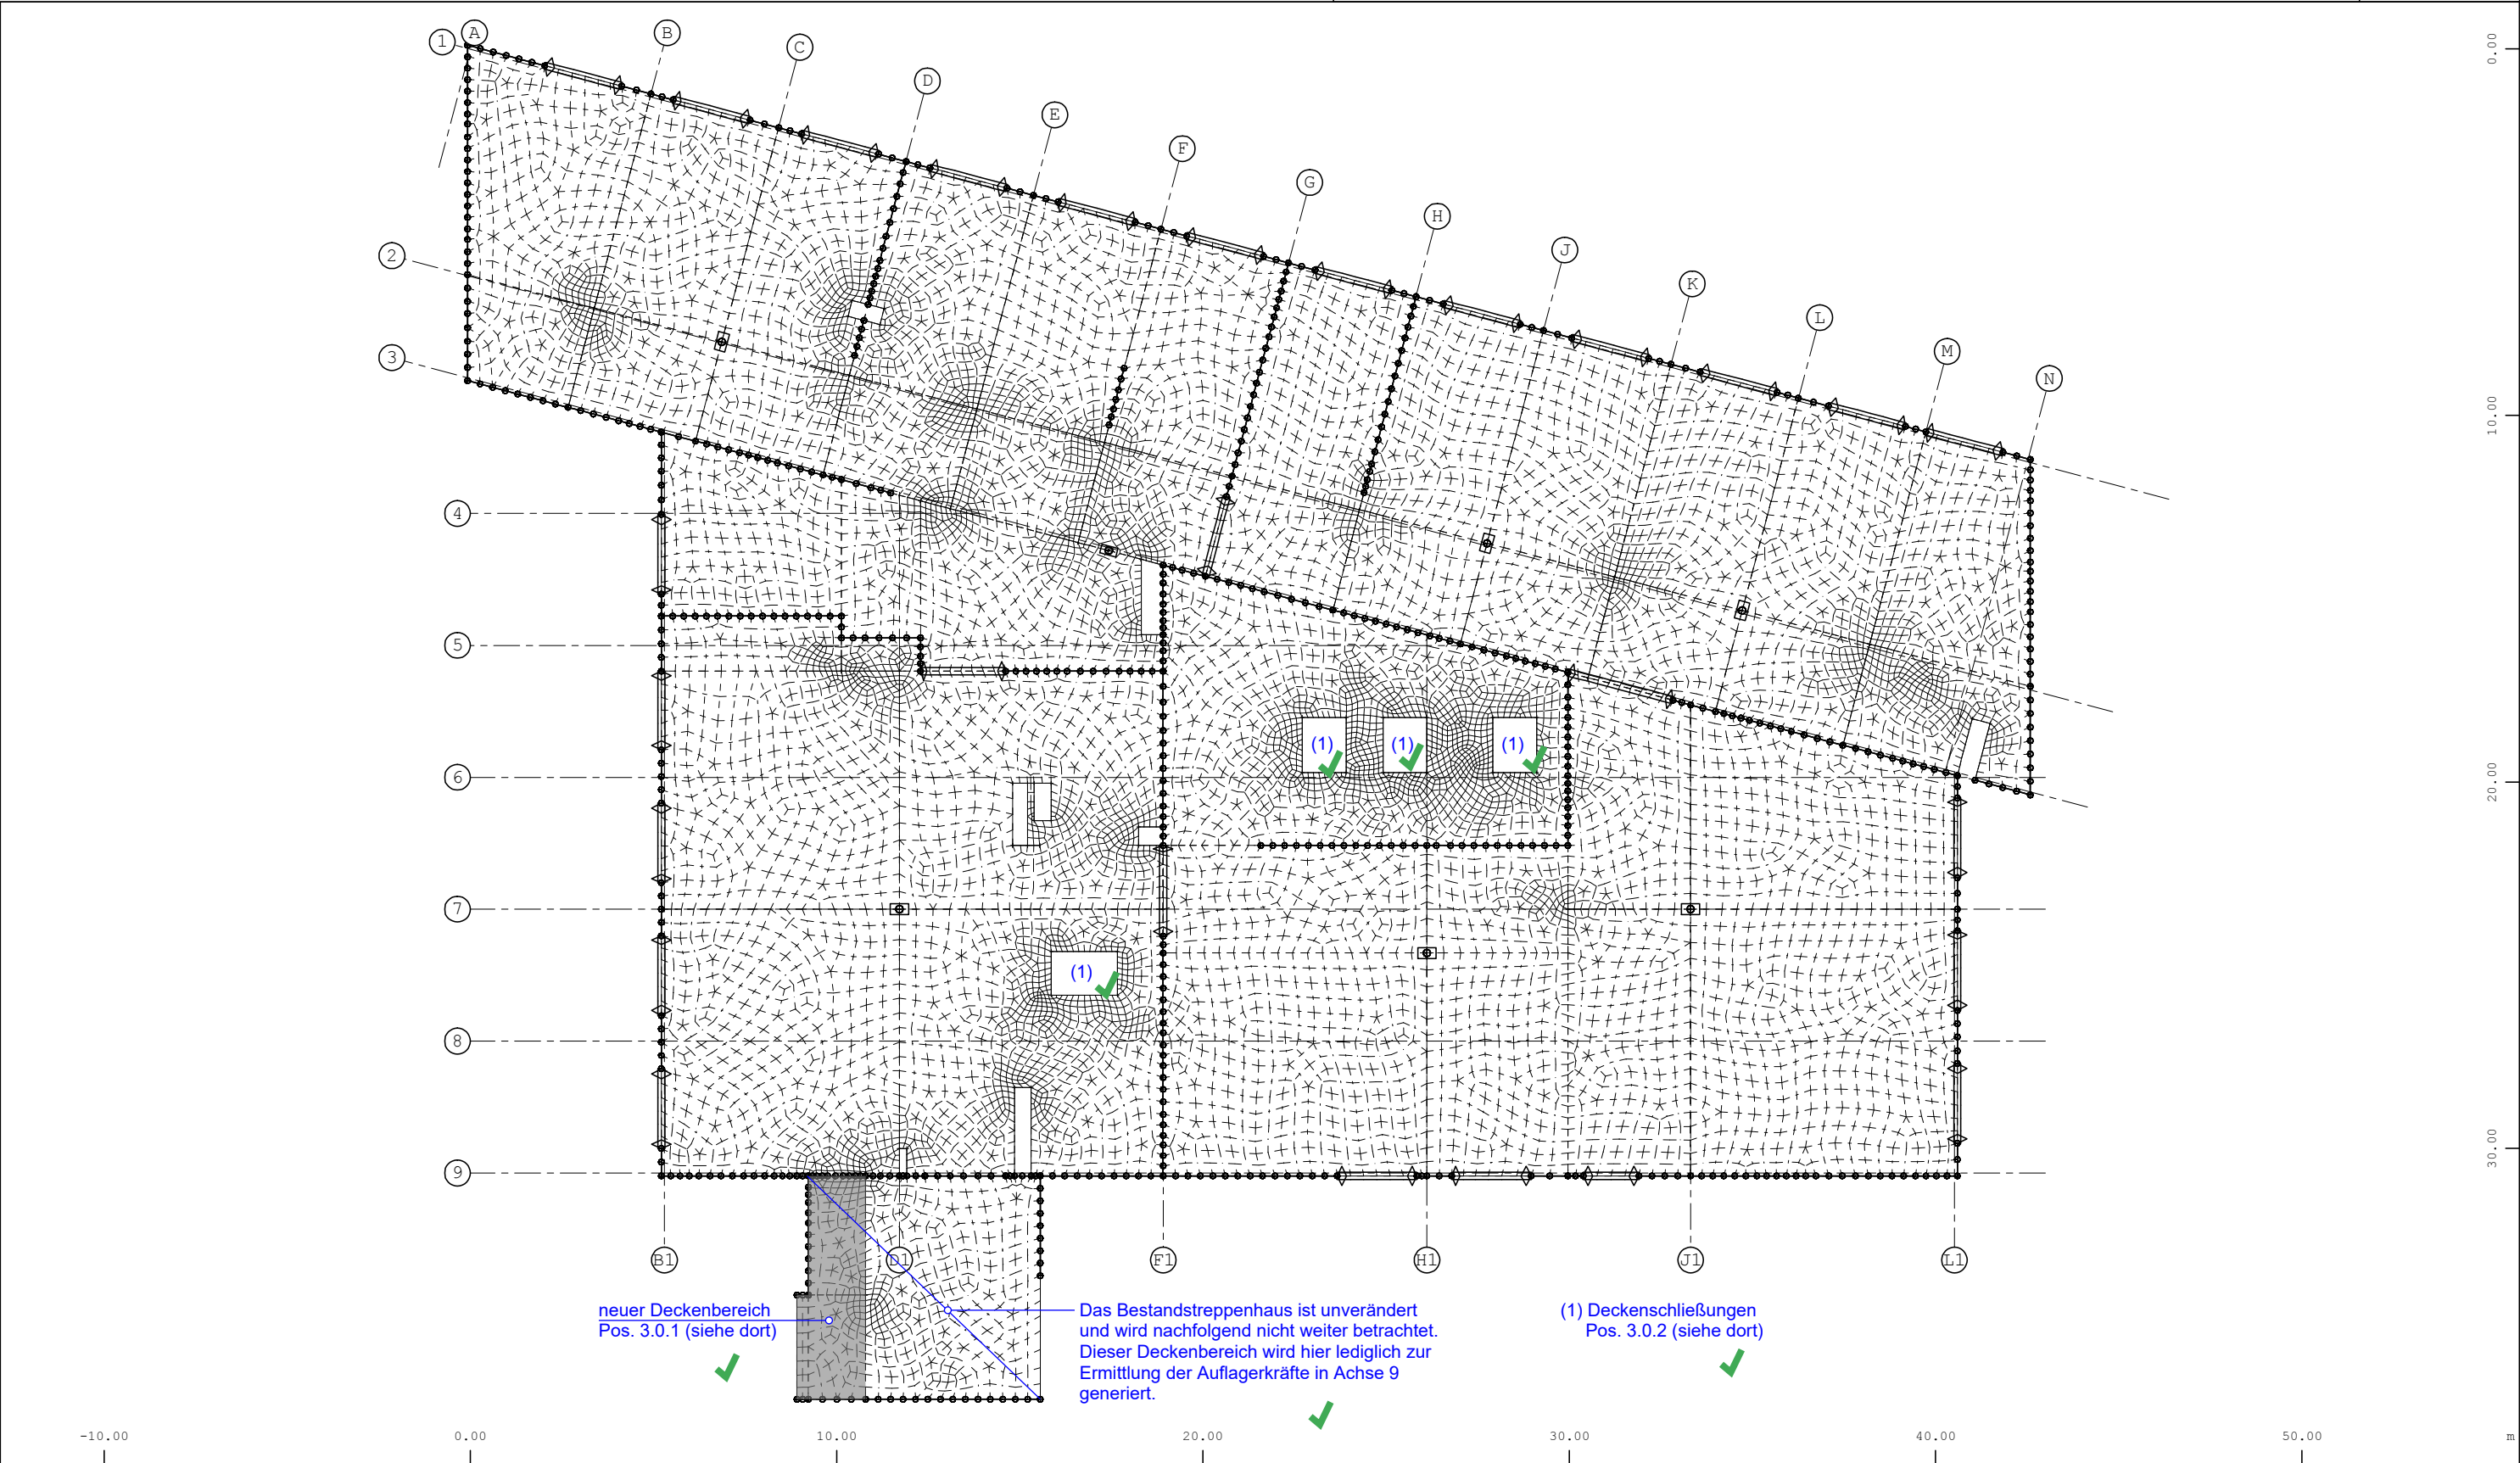 1 A B C D E F G H J K L M N
0.00
2
3
10.00
4
5
6
20.00
(1) (1) (1)
7
(1)
8
9
30.00
B1 D1 F1 H1 J1 L1
neuer Deckenbereich
Pos. 3.0.1 (siehe dort)
Das Bestandstreppenhaus ist unverändert
und wird nachfolgend nicht weiter betrachtet.
Dieser Deckenbereich wird hier lediglich zur
Ermittlung der Auflagerkräfte in Achse 9
generiert.
(1) Deckenschließungen
Pos. 3.0.2 (siehe dort)
-10.00 0.00 10.00 20.00 30.00 40.00 50.00 m